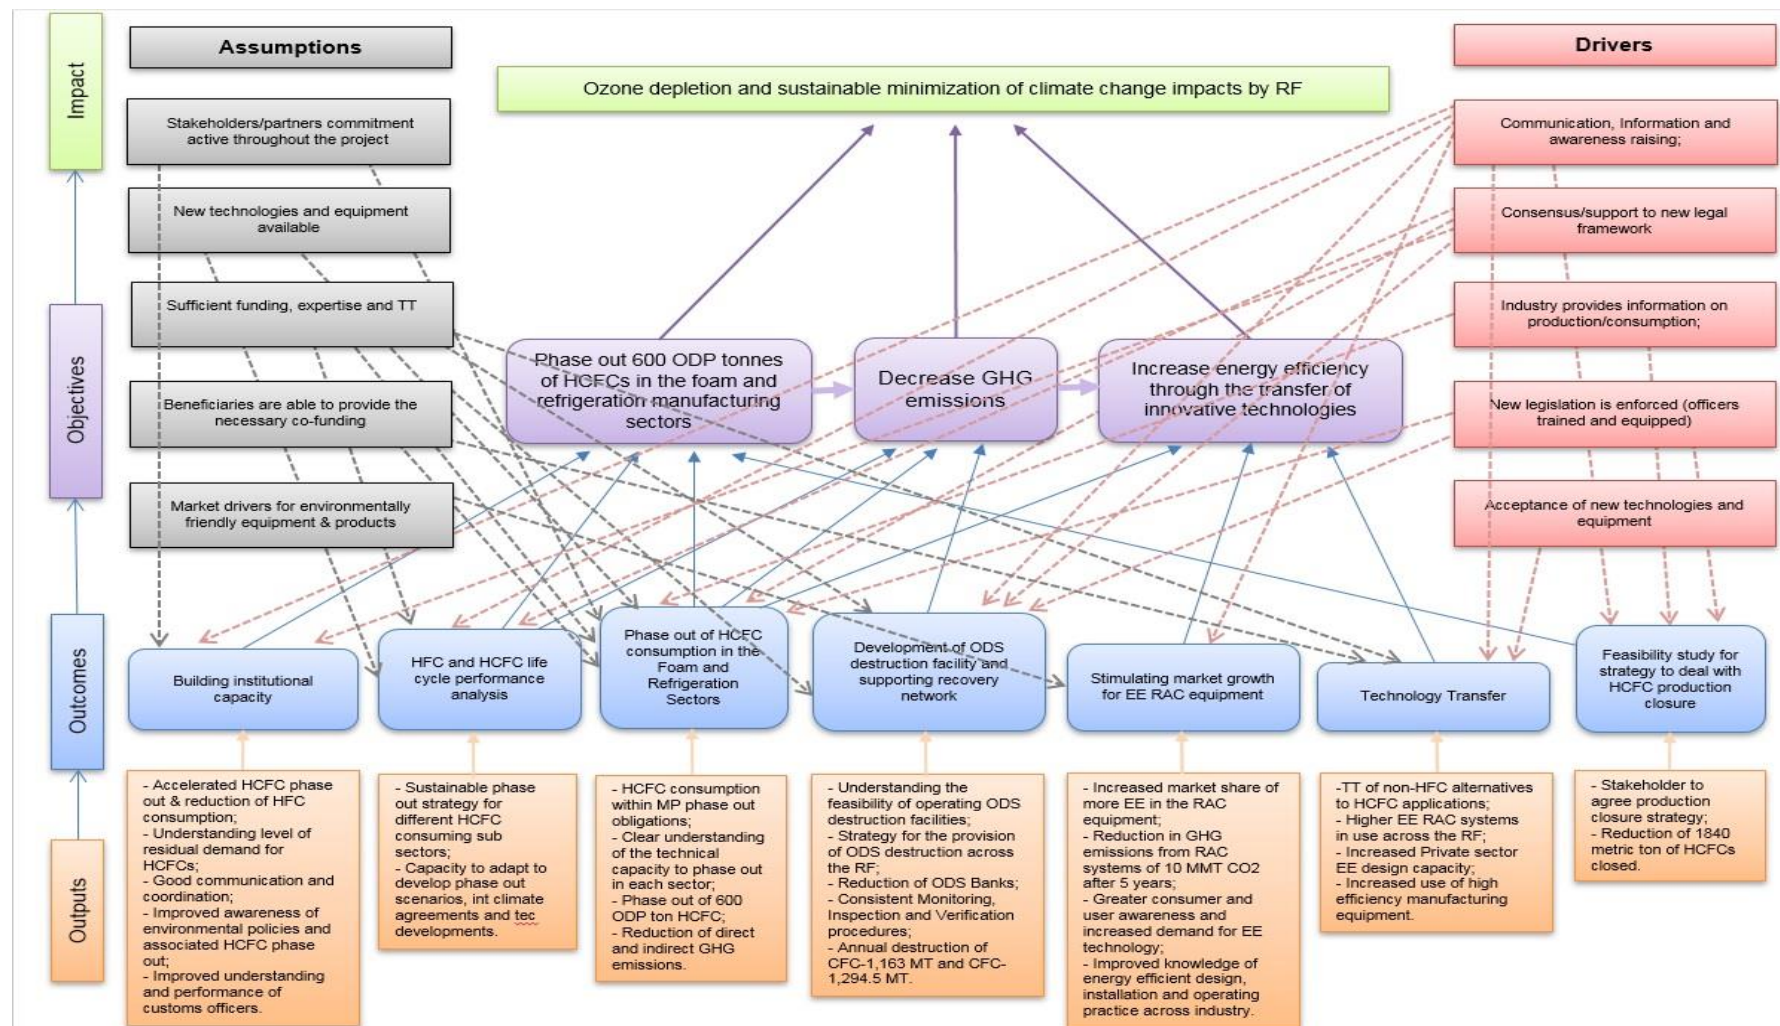 Impact
Objectives
Outcomes
Outputs
Assumptions
Stakeholders/partners commitment
active throughout the project
New technologies and equipment
available
Sufficient funding, expertise and TT
Beneficiaries are able to provide the
necessary co-funding
Market drivers for environmentally
friendly equipment & products
Ozone depletion and sustainable minimization of climate change impacts by RF
Drivers
Communication, Information and
awareness raising;
Consensus/support to new legal
framework
Industry provides information on
production/consumption;
New legislation is enforced (officers
trained and equipped)
Acceptance of new technologies and
equipment
Phase out 600 ODP tonnes
of HCFCs in the foam and
refrigeration manufacturing
sectors
Decrease GHG
emissions
Increase energy efficiency
through the transfer of
innovative technologies
Building institutional
capacity
HFC and HCFC life
cycle performance
analysis
Phase out of HCFC
consumption in the
Foam and
Refrigeration
Sectors
Development of ODS
destruction facility and
supporting recovery
network
Stimulating market growth
for EE RAC equipment
Technology Transfer
Feasibility study for
strategy to deal with
HCFC production
closure
- Accelerated HCFC phase
out & reduction of HFC
consumption;
- Understanding level of
residual demand for
HCFCs;
- Good communication and
coordination;
- Improved awareness of
environmental policies and
associated HCFC phase
out;
- Improved understanding
and performance of
customs officers.
- Sustainable phase
out strategy for
different HCFC
consuming sub
sectors;
- Capacity to adapt to
develop phase out
scenarios, int climate
agreements and tec
developments.
- HCFC consumption
within MP phase out
obligations;
- Clear understanding
of the technical
capacity to phase out
in each sector;
- Phase out of 600
ODP ton HCFC;
- Reduction of direct
and indirect GHG
emissions.
- Understanding the
feasibility of operating ODS
destruction facilities;
- Strategy for the provision
of ODS destruction across
the RF;
- Reduction of ODS Banks;
- Consistent Monitoring,
Inspection and Verification
procedures;
- Annual destruction of
CFC-1,163 MT and CFC-
1,294.5 MT.
- Increased market share of
more EE in the RAC
equipment;
- Reduction in GHG
emissions from RAC
systems of 10 MMT CO2
after 5 years;
- Greater consumer and
user awareness and
increased demand for EE
technology;
- Improved knowledge of
energy efficient design,
installation and operating
practice across industry.
-TT of non-HFC alternatives
to HCFC applications;
- Higher EE RAC systems
in use across the RF;
- Increased Private sector
EE design capacity;
- Increased use of high
efficiency manufacturing
equipment.
- Stakeholder to
agree production
closure strategy;
- Reduction of 1840
metric ton of HCFCs
closed.